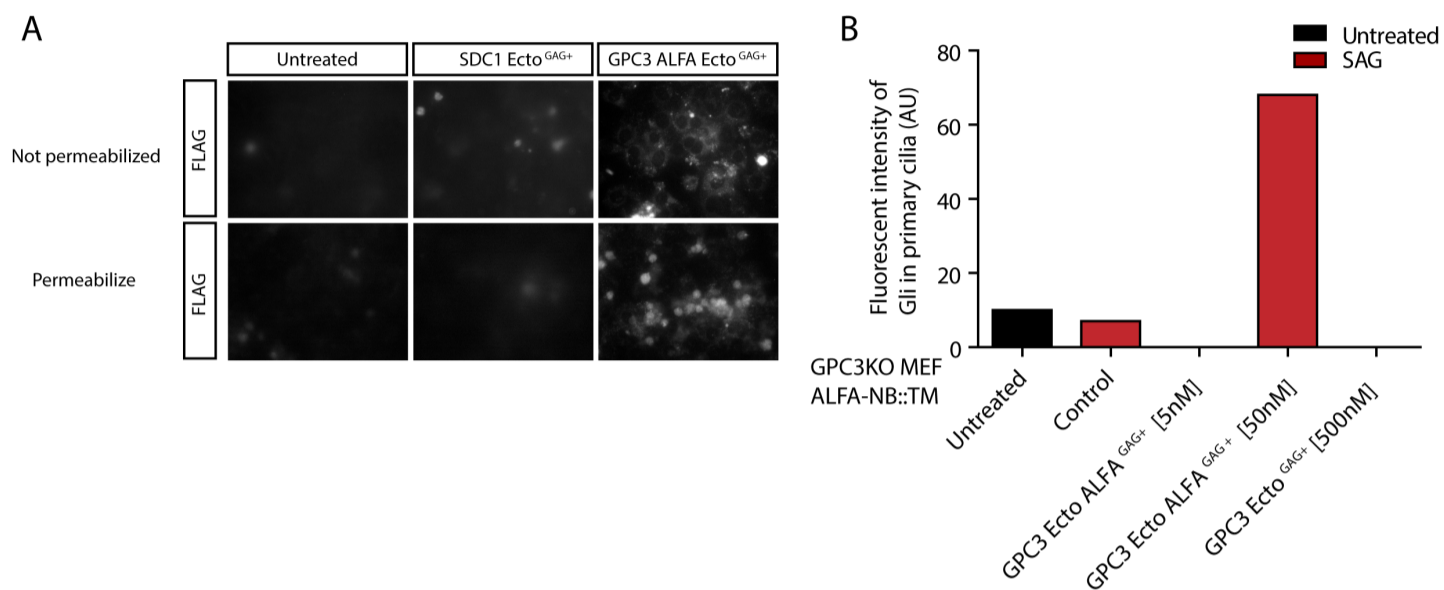 A
Untreated
SDC1 Ecto GAG+
GPC3 ALFA Ecto GAG+
Not permeabilized
FLAG
Permeabilize
FLAG
B
Untreated
SAG
Fluorescent intensity of
Gli in primary cilia (AU)
80
60
40
20
0
GPC3KO MEF
ALFA-NB::TM
Untreated
Control
GPC3 Ecto ALFA GAG+ [5nM]
GPC3 Ecto ALFA GAG + [50nM]
GPC3 Ecto GAG+ [500nM]